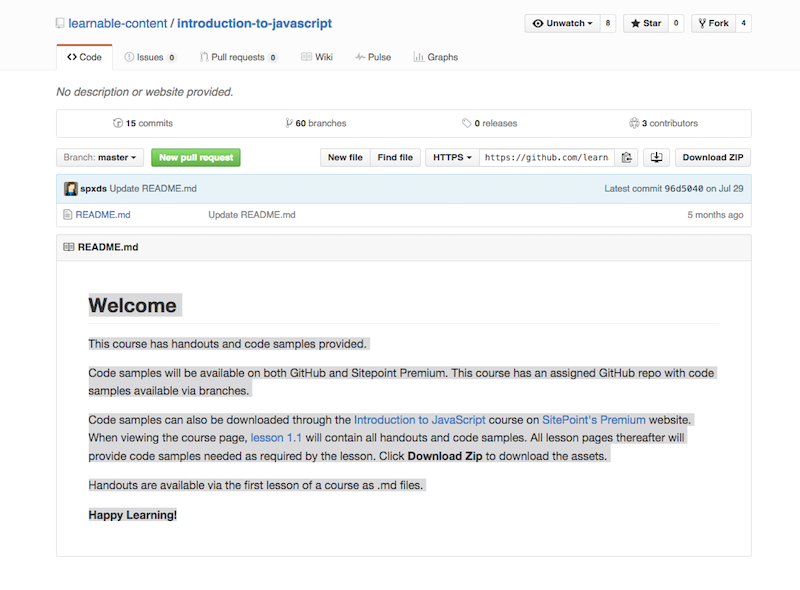 learnable-content / introduction-to-javascript
Unwatch 8 Star 0 Fork 4
Code Issues 0 Pull requests 0 Wiki Pulse Graphs
No description or website provided.
15 commits 60 branches 0 releases 3 contributors
Branch: master New pull request New file Find file HTTPS https://github.com/learn Download ZIP
spxds Update README.md Latest commit 96d5040 on Jul 29
README.md Update README.md 5 months ago
README.md
Welcome
This course has handouts and code samples provided.
Code samples will be available on both GitHub and Sitepoint Premium. This course has an assigned GitHub repo with code
samples available via branches.
Code samples can also be downloaded through the Introduction to JavaScript course on SitePoint's Premium website.
When viewing the course page, lesson 1.1 will contain all handouts and code samples. All lesson pages thereafter will
provide code samples needed as required by the lesson. Click Download Zip to download the assets.
Handouts are available via the first lesson of a course as .md files.
Happy Learning!